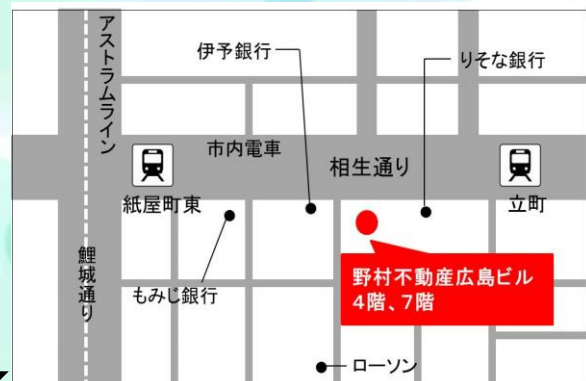 アストラムライン
伊予銀行
りそな銀行
市内電車
相生通り
紙屋町東
立町
鯉城通り
もみじ銀行
野村不動産広島ビル
4階、7階
ローソン